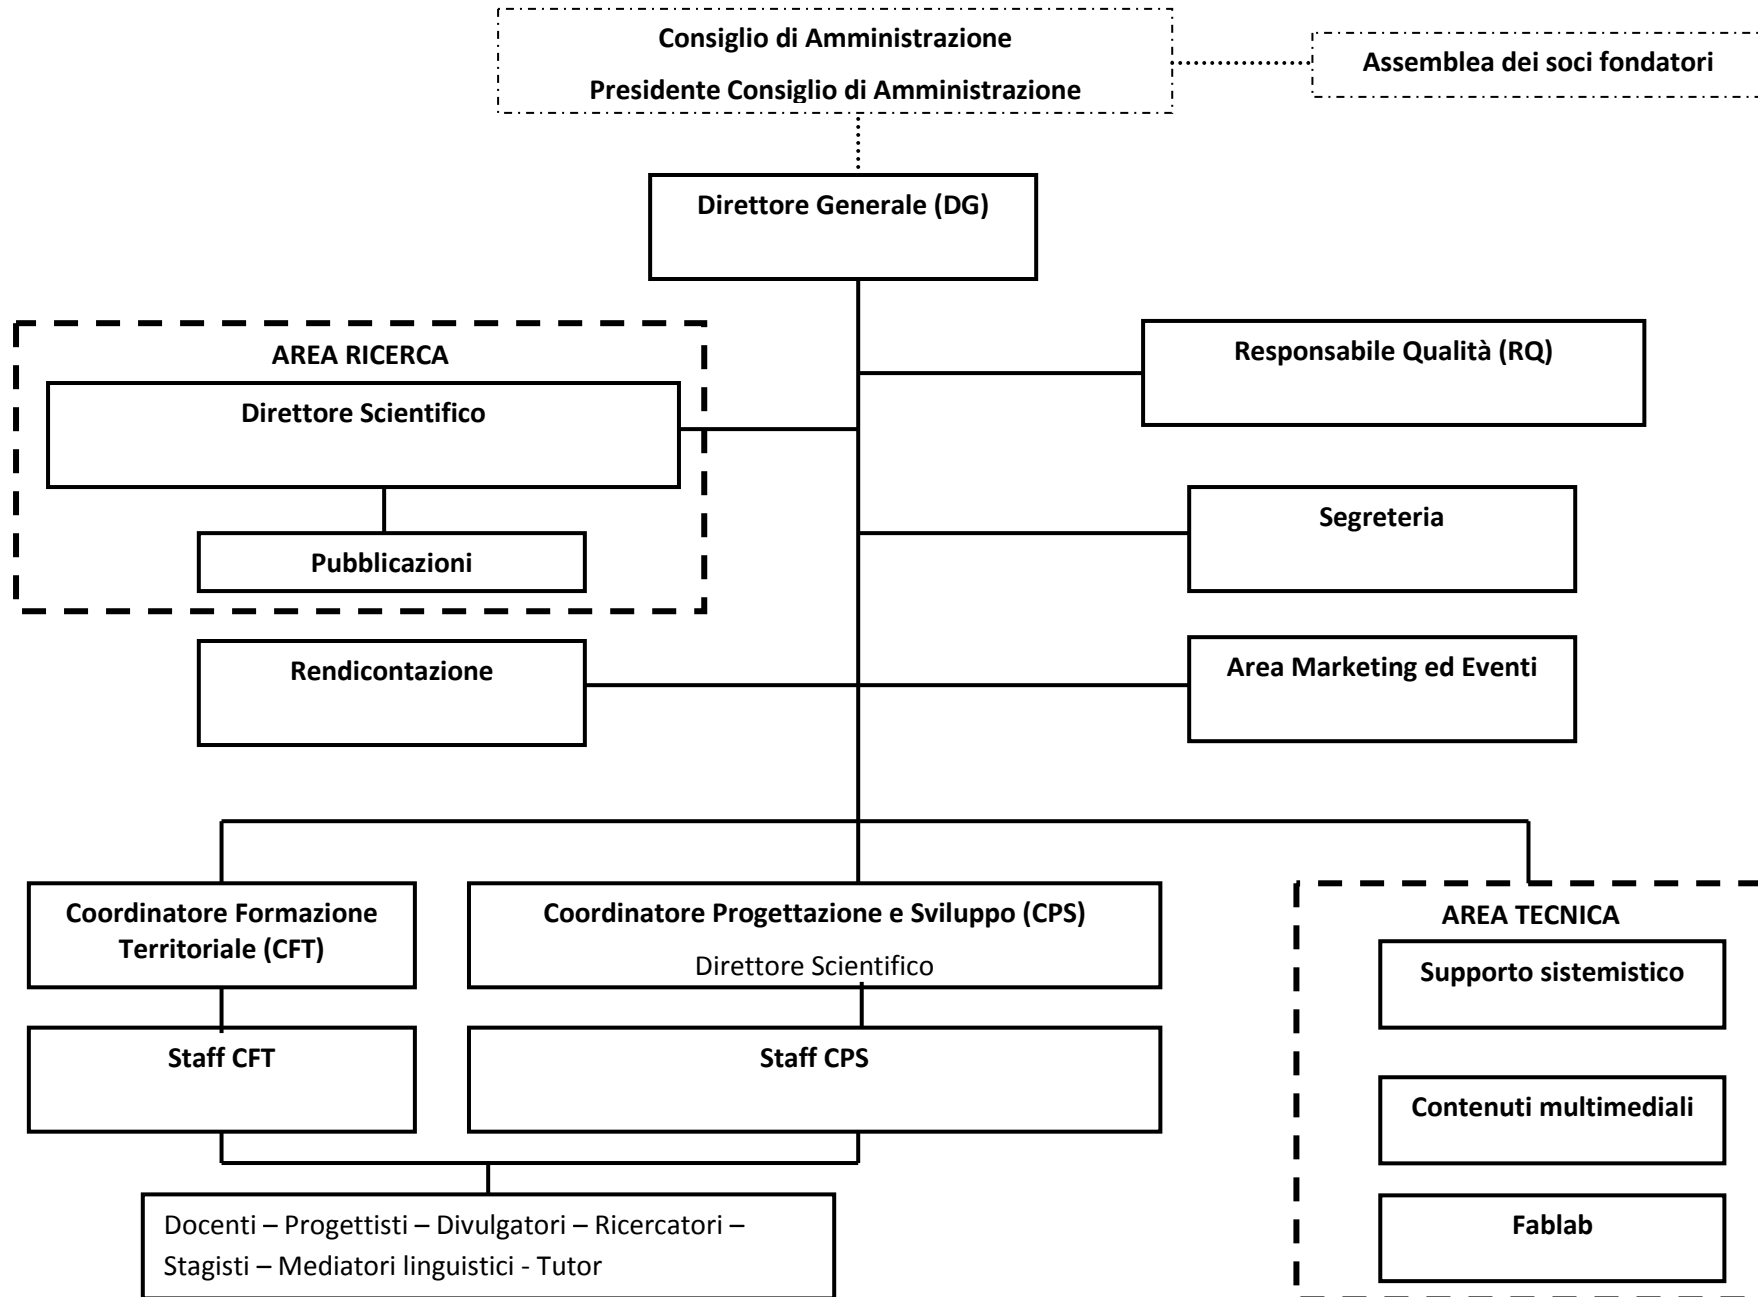 Consiglio di Amministrazione
Presidente Consiglio di Amministrazione
Assemblea dei soci fondatori
Direttore Generale (DG)
AREA RICERCA
Direttore Scientifico
Pubblicazioni
Responsabile Qualità (RQ)
Segreteria
Rendicontazione
Area Marketing ed Eventi
Coordinatore Formazione
Territoriale (CFT)
Coordinatore Progettazione e Sviluppo (CPS)
Direttore Scientifico
AREA TECNICA
Supporto sistemistico
Contenuti multimediali
Fablab
Staff CFT
Staff CPS
Docenti – Progettisti – Divulgatori – Ricercatori –
Stagisti – Mediatori linguistici - Tutor